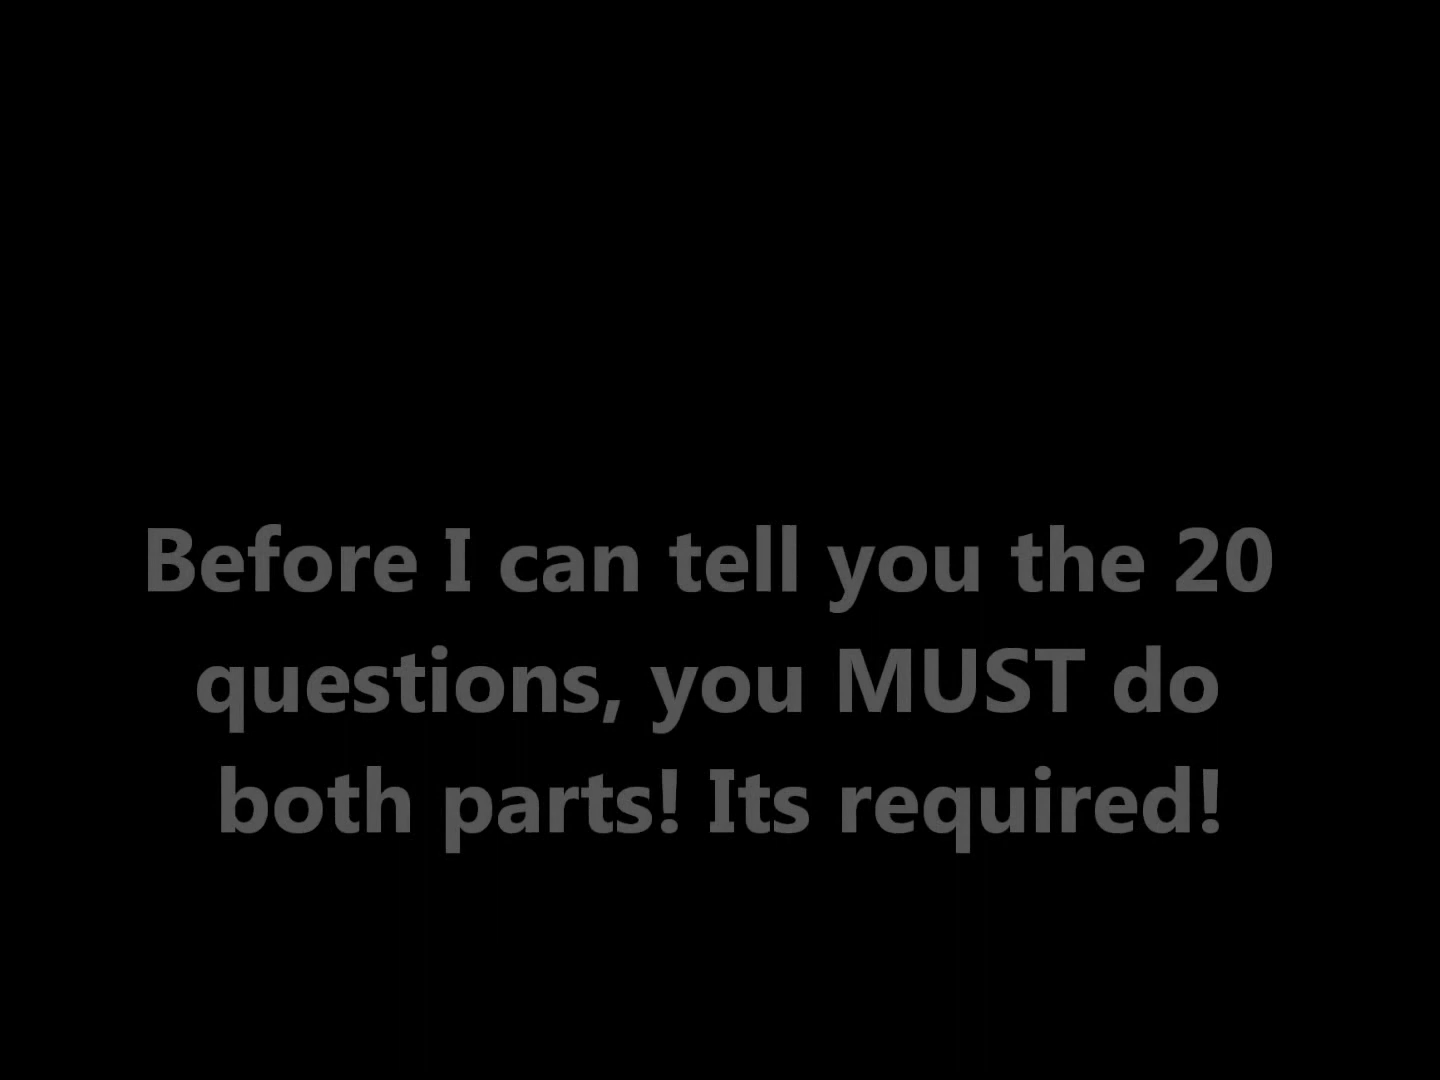 Before I can tell you the 20
questions, you MUST do
both parts! Its required!